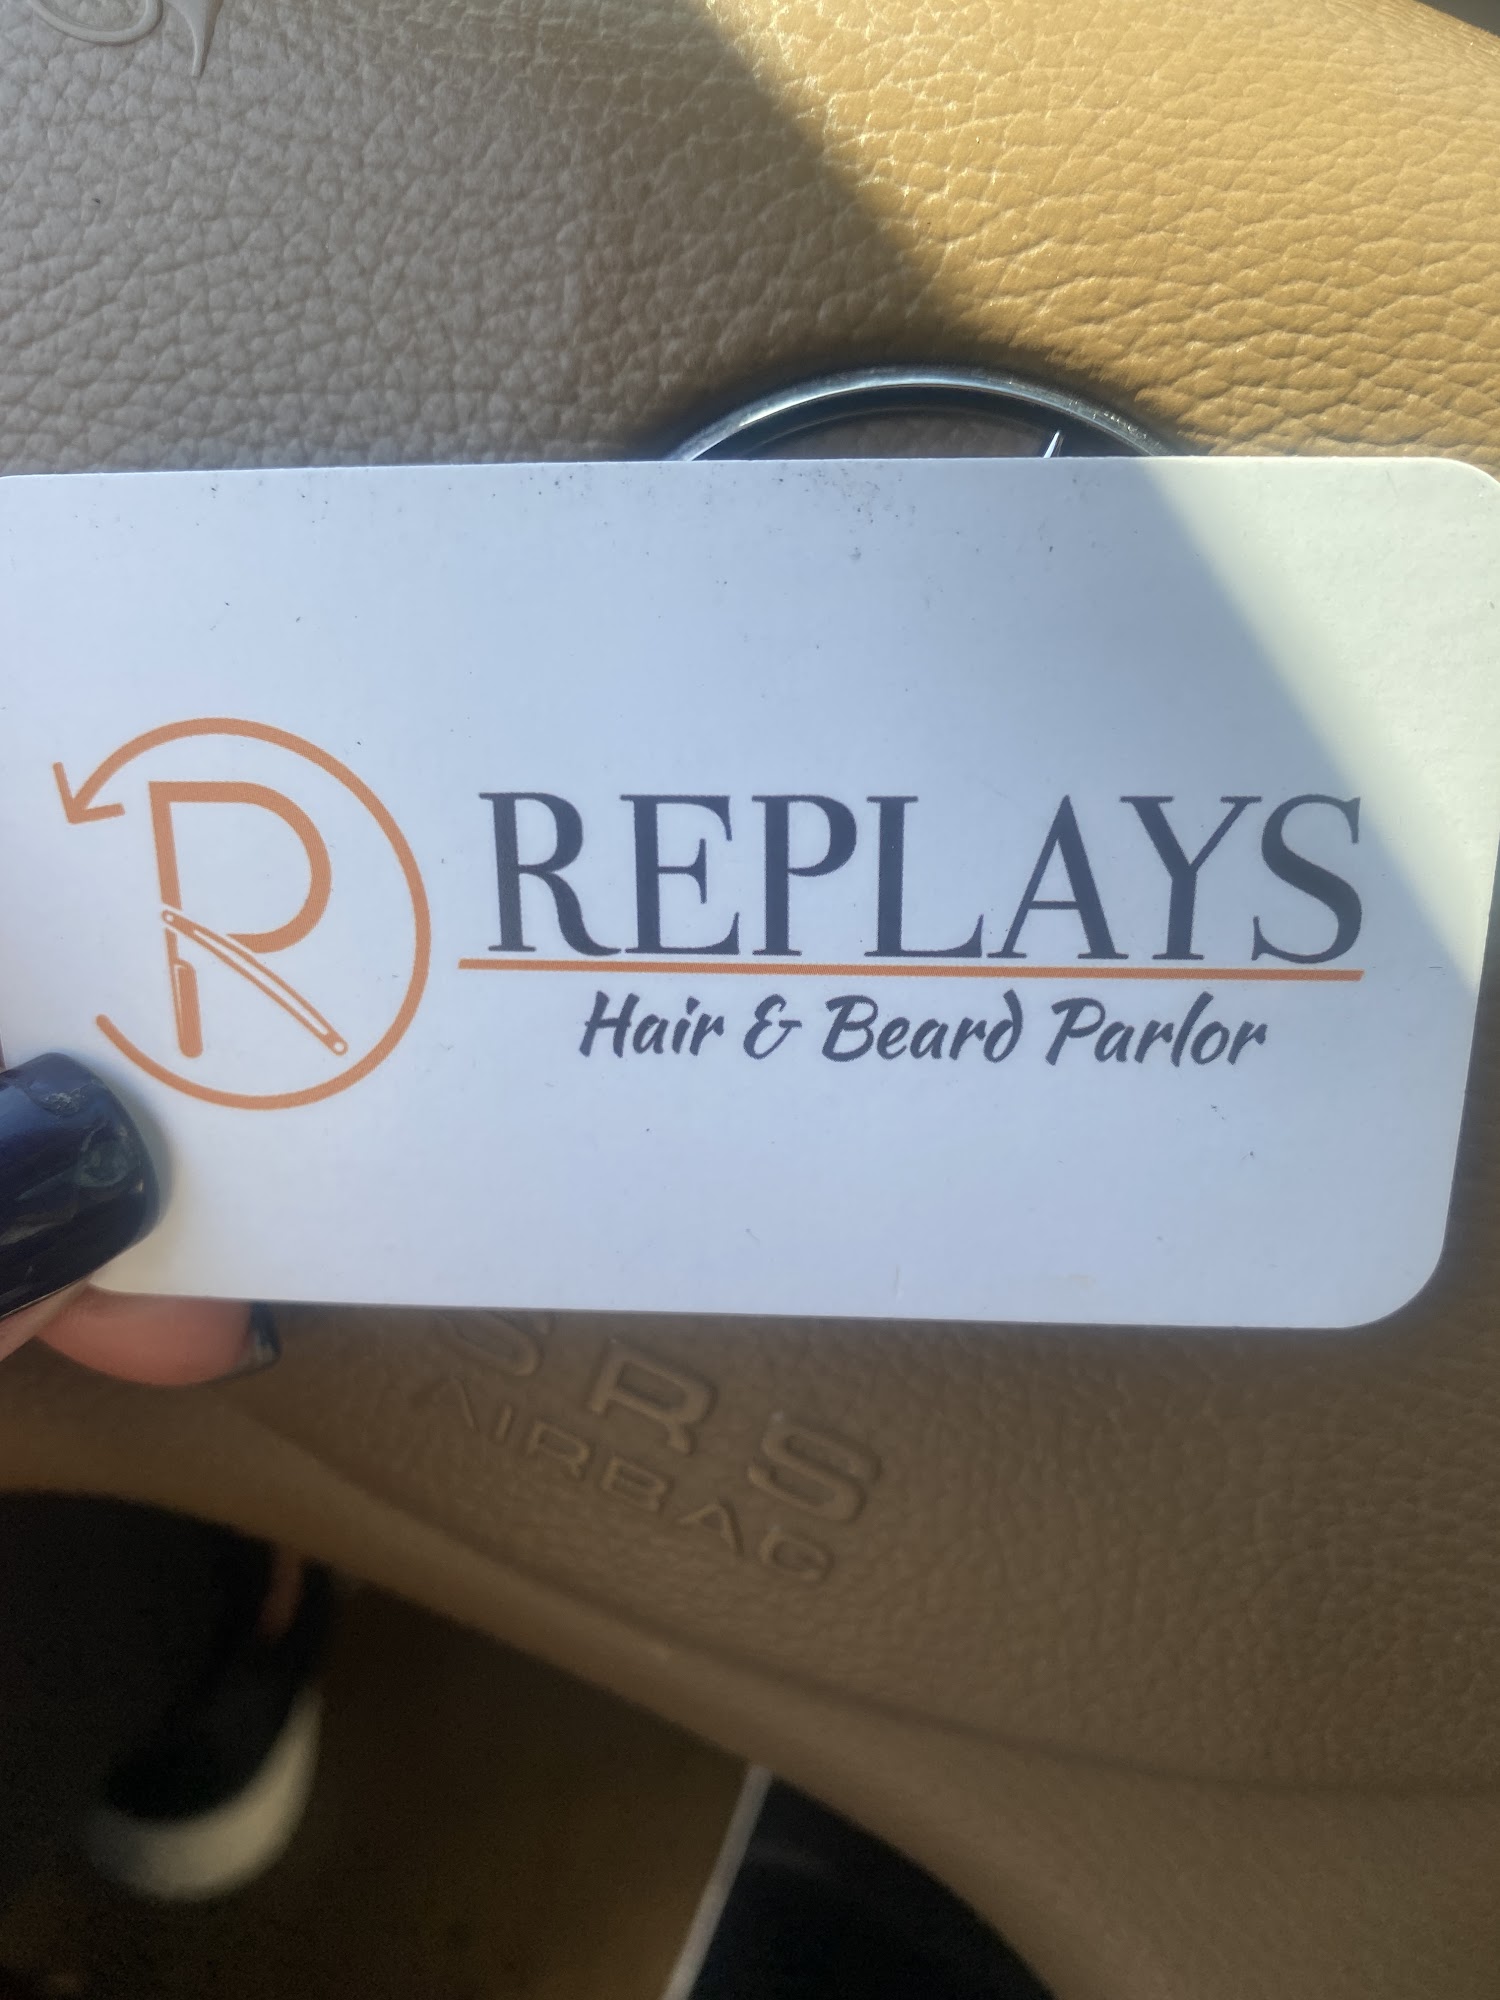 R
REPLAYS
Hair & Beard Parlor
SRS
AIRBAG